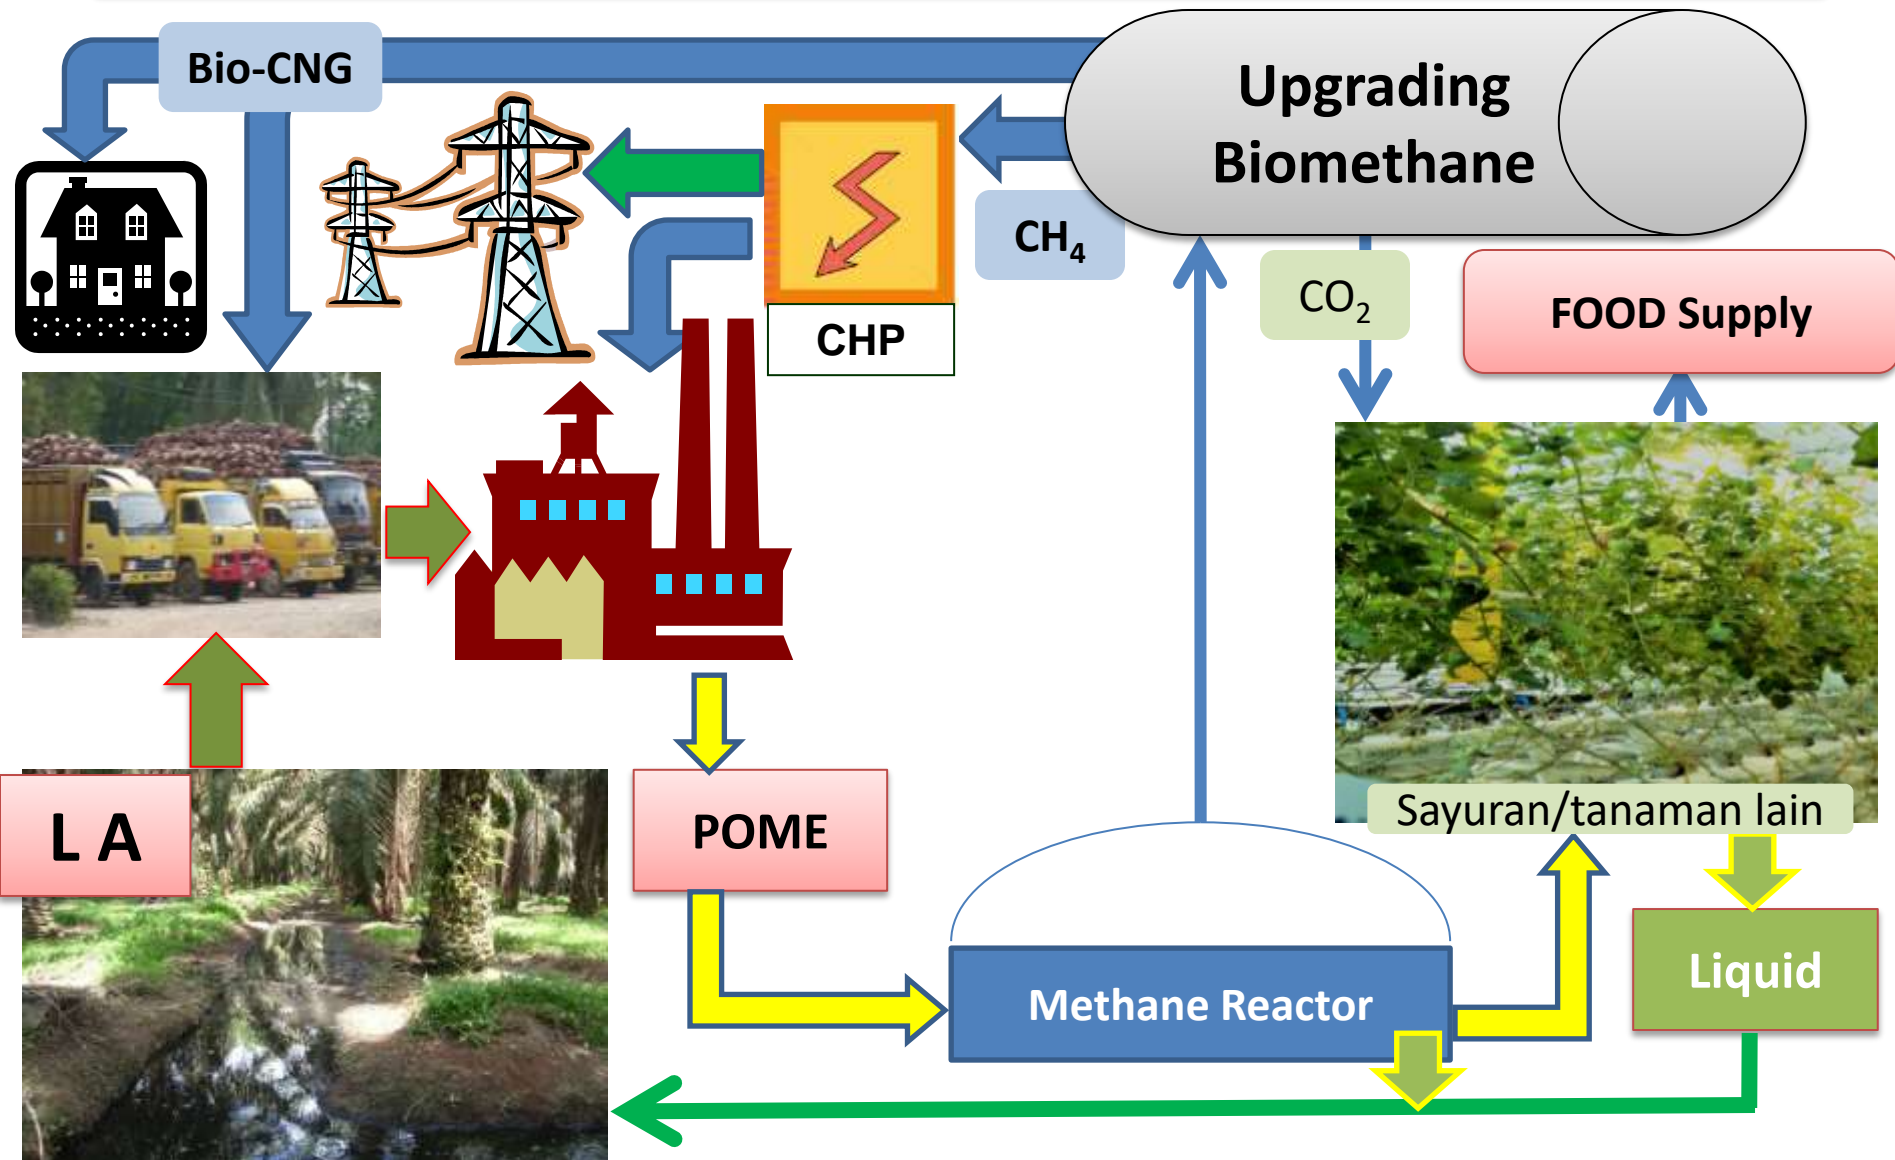 Bio-CNG
Upgrading
Biomethane
CH₄
CO₂
FOOD Supply
CHP
Sayuran/tanaman lain
L A
POME
Liquid
Methane Reactor